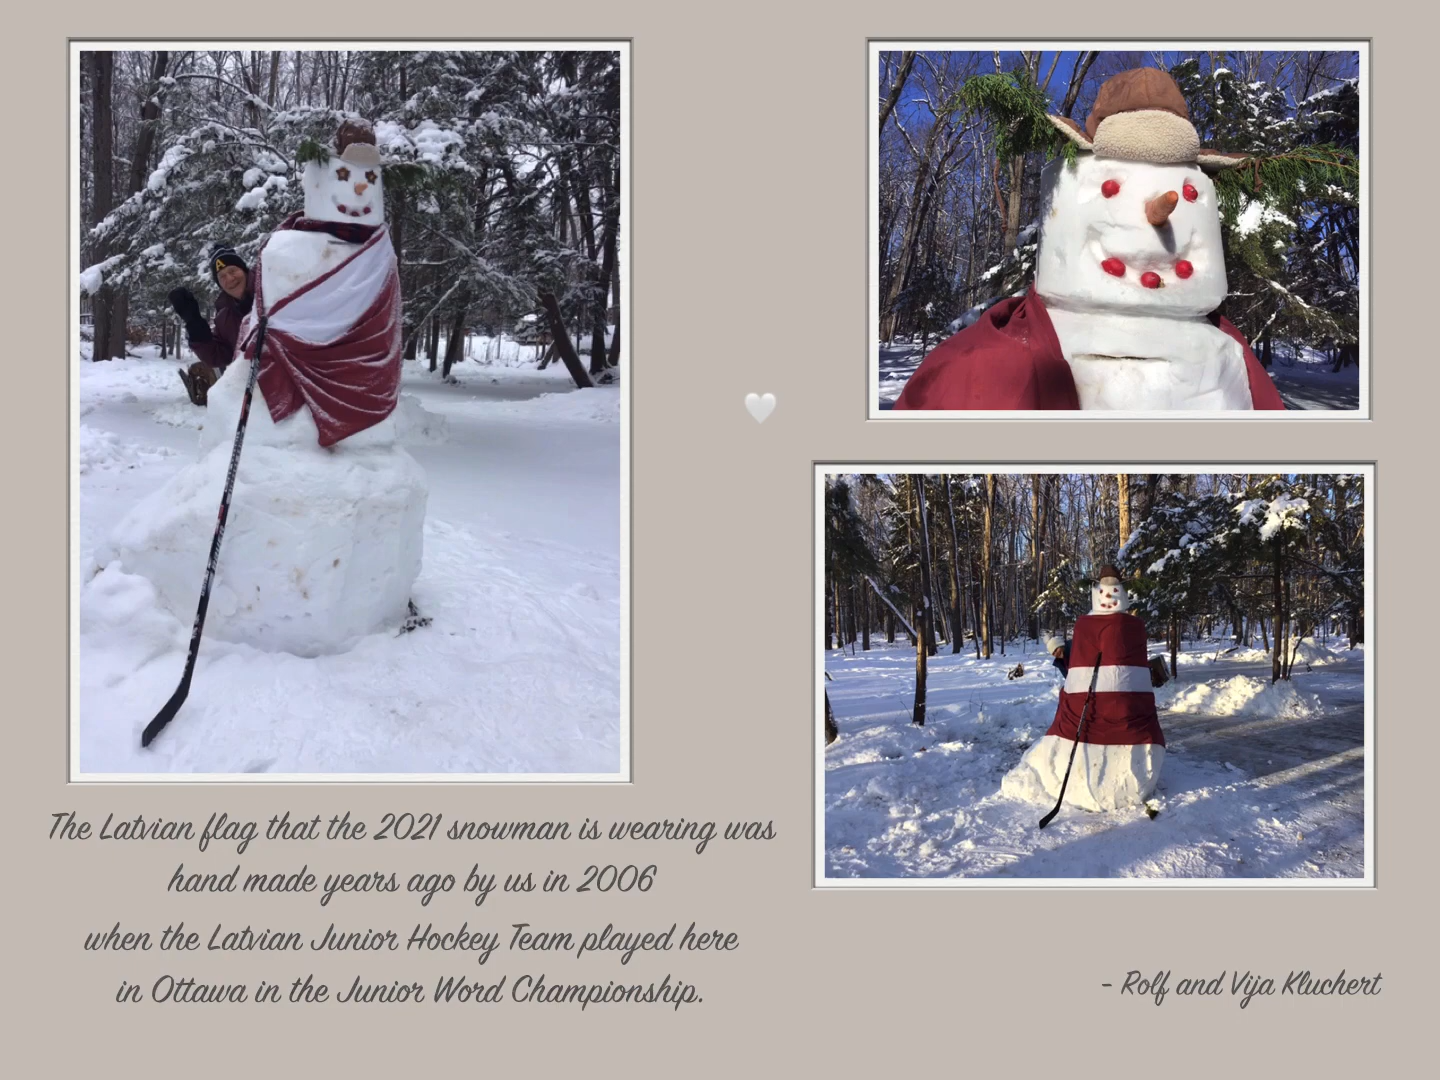 The Latvian flag that the 2021 snowman is wearing was
hand made years ago by us in 2006
when the Latvian Junior Hockey Team played here
in Ottawa in the Junior Word Championship.
- Rolf and Vija Kluchert
A